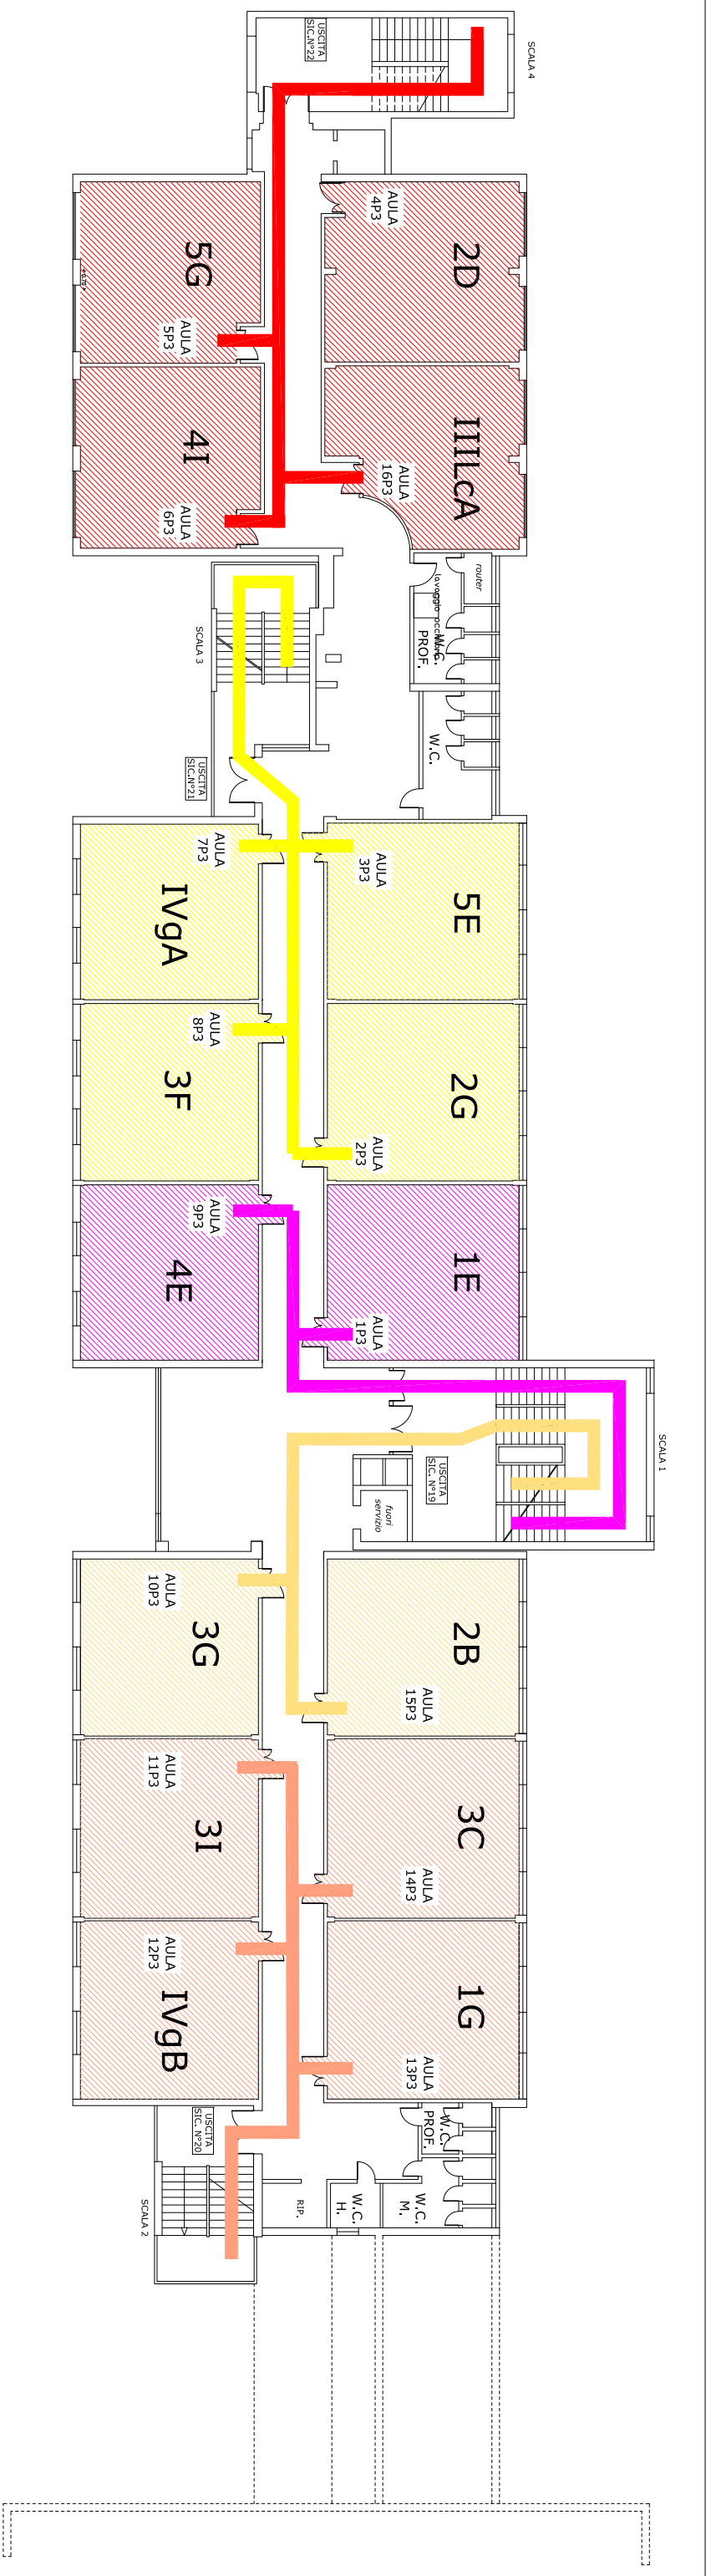 SCALA 4
USCITA
SIC.N°22
AULA
4P3
2D
5G
AULA
5P3
IIILcA
AULA
16P3
4I
AULA
6P3
router
lavaggio occhi
W.C.
PROF.
SCALA 3
W.C.
USCITA
SIC.N°21
AULA
7P3
AULA
3P3
IVgA
5E
AULA
8P3
3F
2G
AULA
2P3
AULA
9P3
4E
1E
AULA
1P3
SCALA 1
USCITA
SIC. N°19
fuori
servizio
AULA
10P3
3G
2B
AULA
15P3
AULA
11P3
3I
3C
AULA
14P3
AULA
12P3
IVgB
1G
AULA
13P3
USCITA
SIC. N°20
W.C.
PROF.
SCALA 2
RIP.
W.C.
H.
W.C.
M.